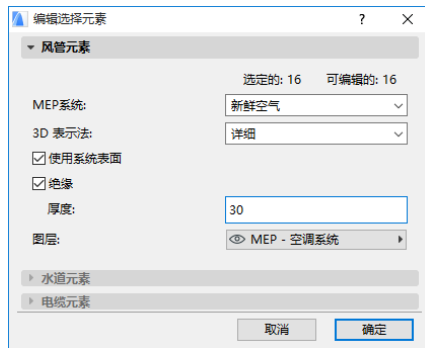 编辑选择元素
风管元素
选定的: 16 可编辑的: 16
MEP系统: 新鲜空气
3D 表示法: 详细
使用系统表面
绝缘
厚度: 30
图层: MEP - 空调系统
水道元素
电缆元素
取消 确定